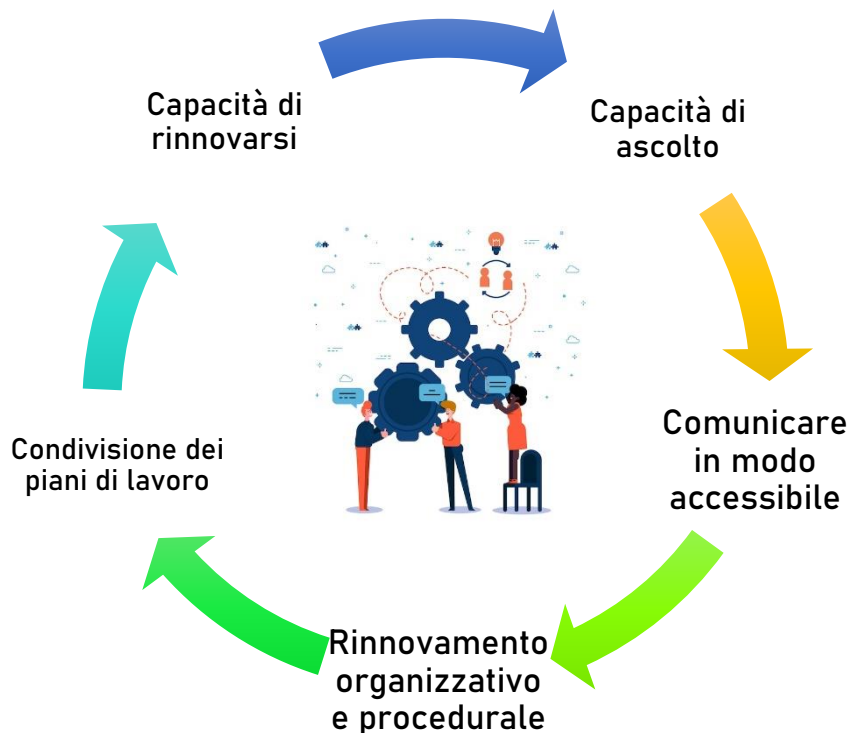 Capacità di
rinnovarsi
Capacità di
ascolto
Comunicare
in modo
accessibile
Rinnovamento
organizzativo
e procedurale
Condivisione dei
piani di lavoro